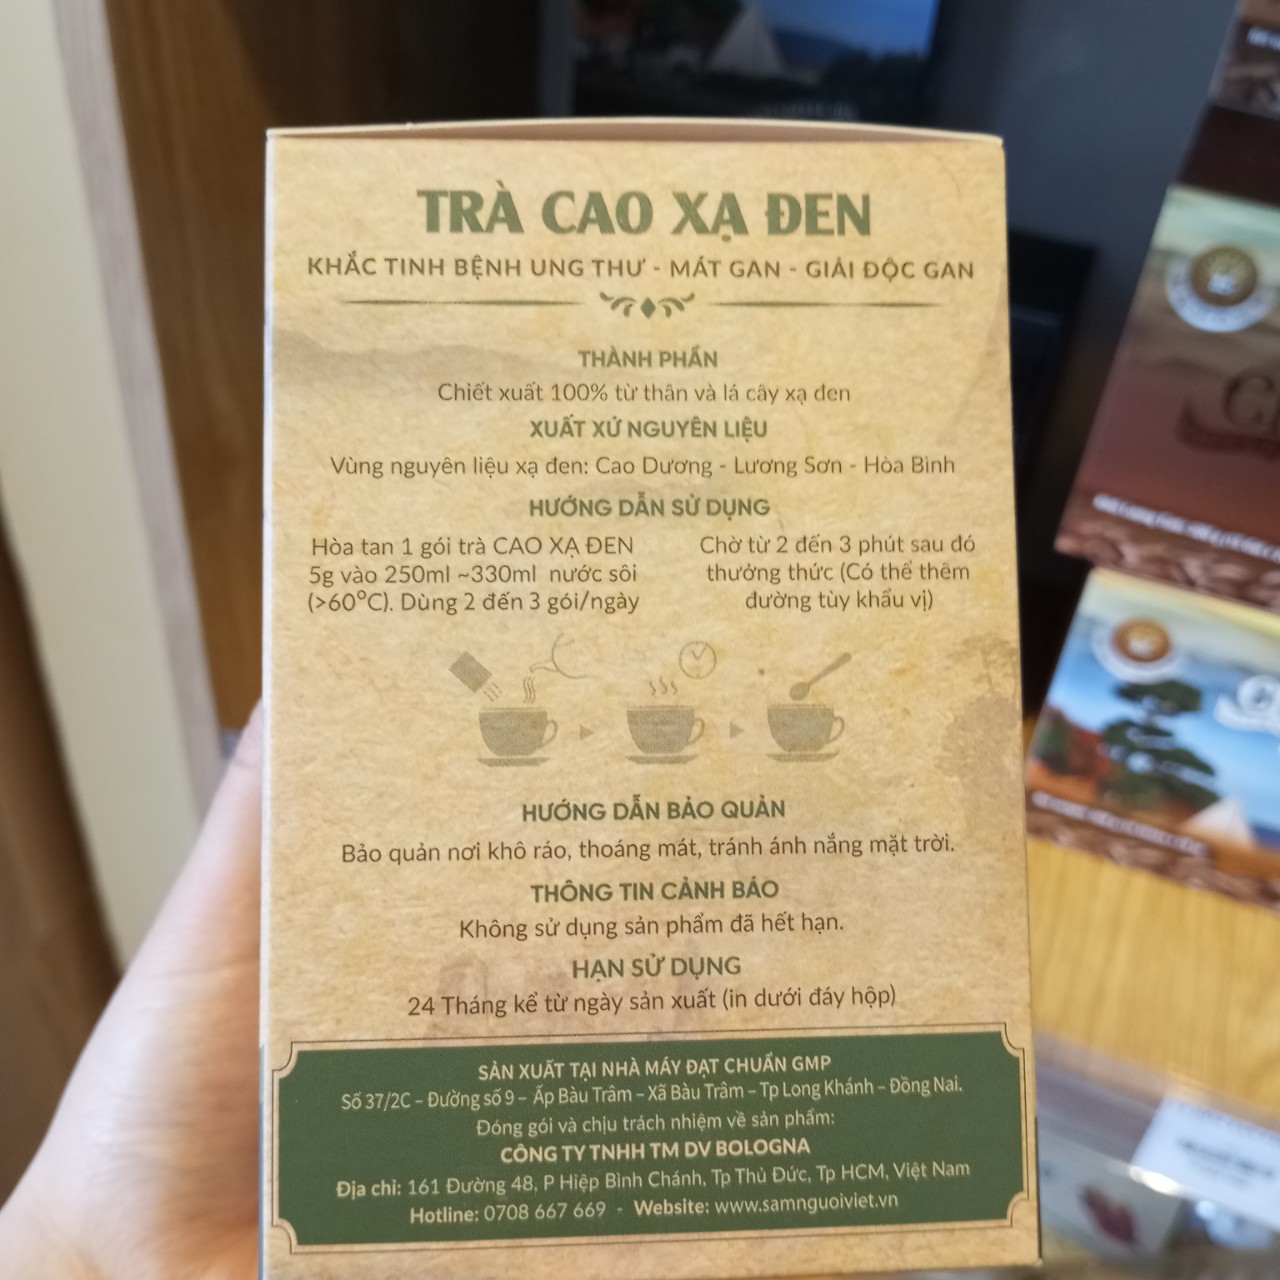 TRÀ CAO XẠ ĐEN
KHẮC TINH BỆNH UNG THƯ - MÁT GAN - GIẢI ĐỘC GAN
THÀNH PHẦN
Chiết xuất 100% từ thân và lá cây xạ đen
XUẤT XỨ NGUYÊN LIỆU
Vùng nguyên liệu xạ đen: Cao Dương - Lương Sơn - Hòa Bình
HƯỚNG DẪN SỬ DỤNG
Hòa tan 1 gói trà CAO XẠ ĐEN
5g vào 250ml ~330ml nước sôi
(>60°C). Dùng 2 đến 3 gói/ngày
Chờ từ 2 đến 3 phút sau đó
thưởng thức (Có thể thêm
đường tùy khẩu vị)
HƯỚNG DẪN BẢO QUẢN
Bảo quản nơi khô ráo, thoáng mát, tránh ánh nắng mặt trời.
THÔNG TIN CẢNH BÁO
Không sử dụng sản phẩm đã hết hạn.
HẠN SỬ DỤNG
24 Tháng kể từ ngày sản xuất (in dưới đáy hộp)
SẢN XUẤT TẠI NHÀ MÁY ĐẠT CHUẨN GMP
Số 37/2C – Đường số 9 – Ấp Bàu Trâm – Xã Bàu Trâm – Tp Long Khánh – Đồng Nai.
Đóng gói và chịu trách nhiệm về sản phẩm:
CÔNG TY TNHH TM DV BOLOGNA
Địa chỉ: 161 Đường 48, P Hiệp Bình Chánh, Tp Thủ Đức, Tp HCM, Việt Nam
Hotline: 0708 667 669 - Website: www.samnguoiviet.vn